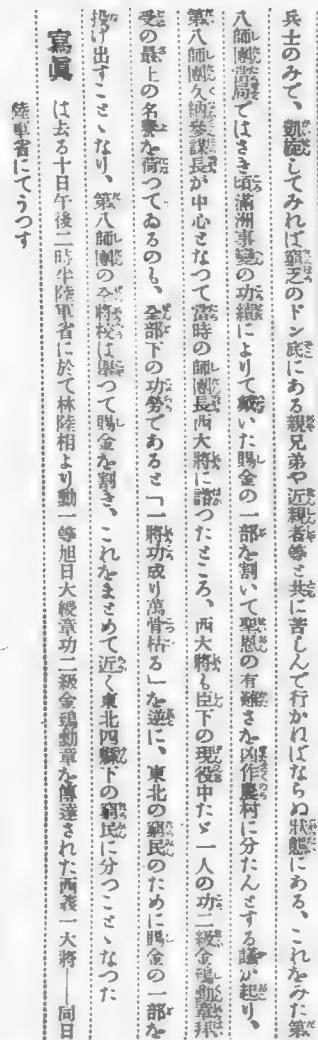 兵士のみで、凱旋してみれば窮乏のドン底にある親兄弟や近親者等と共に苦しんで行かねばならぬ狀態にある、これをみた第
八師團當局ではさき頃滿洲事變の功績によりて戴いた賜金の一部を割いて聖恩の有難さを凶作農村に分たんとする議が起り、
第八師團久納參謀長が中心となつて當時の師團長西大將に諮つたところ、西大將も臣下の現役中たゞ一人の功二級金鵄勳章拜
受の最上の名譽を荷つてゐるのも、全部下の功勞であると「一將功成り萬骨枯る」を逆に、東北の窮民のために賜金の一部を
投げ出すことゝなり、第八師團の全將校は擧つて賜金を割き、これをまとめて近く東北四縣下の窮民に分つことゝなつた
寫眞は去る十日午後二時半陸軍省に於て林陸相より勳一等旭日大綬章功二級金鵄勳章を傳達された西義一大將――同日
陸軍省にてうつす